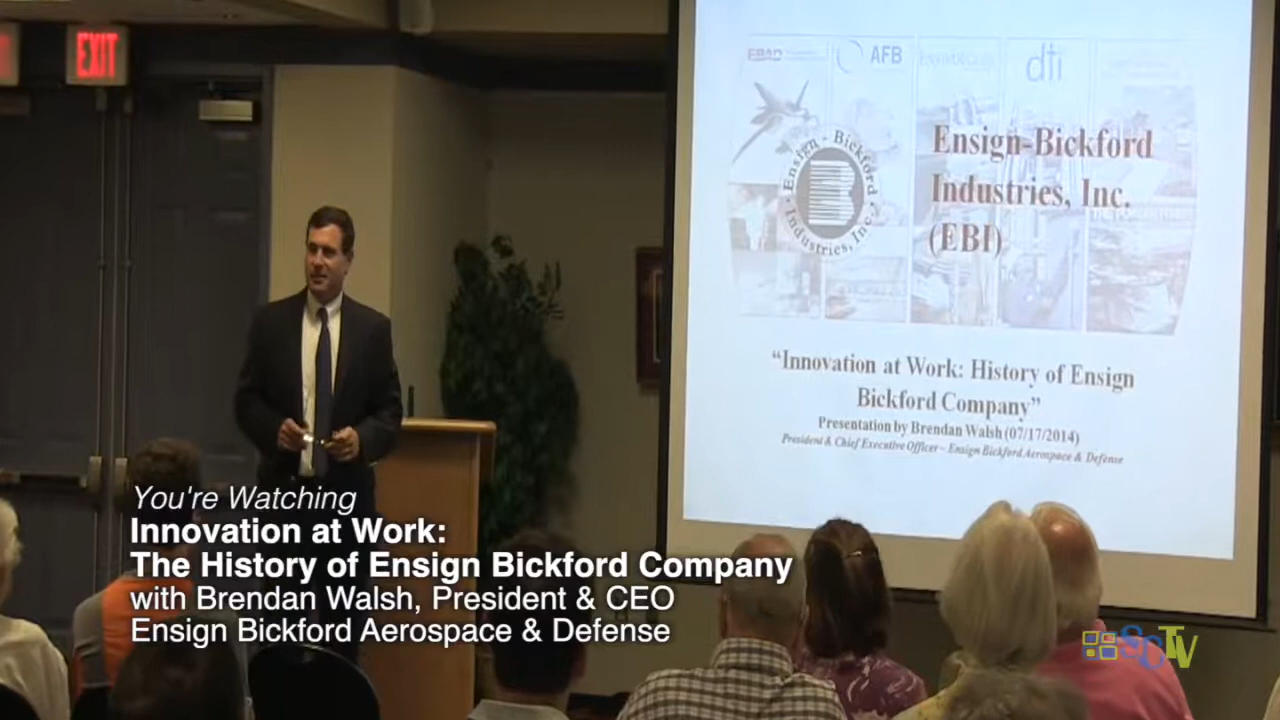 EXIT
EBAD
AFB
dti
Ensign - Bickford
Industries, Inc.
Ensign-Bickford
Industries, Inc.
(EBI)
“Innovation at Work: History of Ensign
Bickford Company”
Presentation by Brendan Walsh (07/17/2014)
President & Chief Executive Officer – Ensign Bickford Aerospace & Defense
You're Watching
Innovation at Work:
The History of Ensign Bickford Company
with Brendan Walsh, President & CEO
Ensign Bickford Aerospace & Defense
SCTV